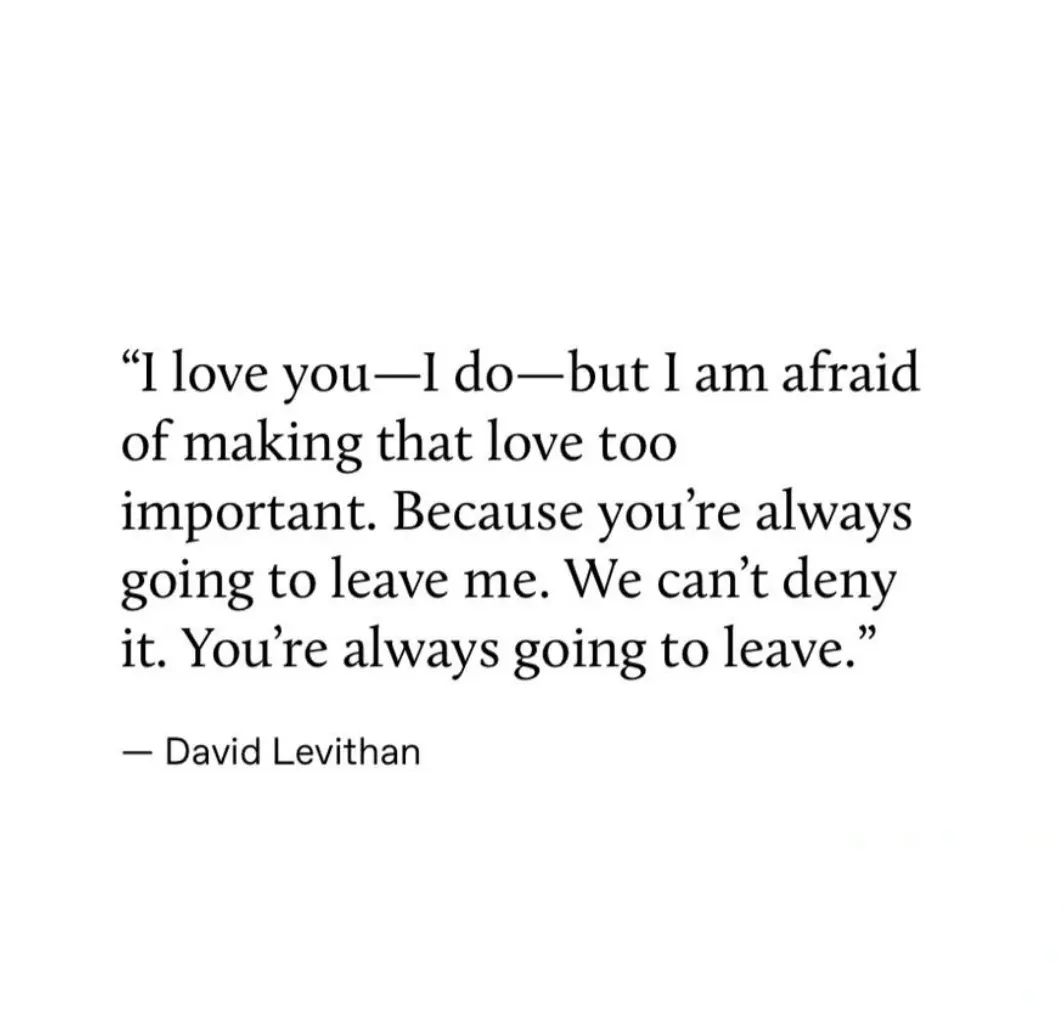 “I love you—I do—but I am afraid
of making that love too
important. Because you’re always
going to leave me. We can’t deny
it. You’re always going to leave.”
— David Levithan